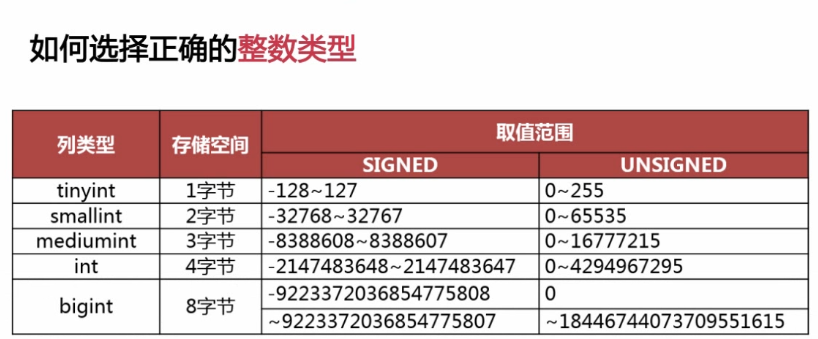 如何选择正确的整数类型
列类型 存储空间 取值范围
SIGNED UNSIGNED
tinyint 1字节 -128~127 0~255
smallint 2字节 -32768~32767 0~65535
mediumint 3字节 -8388608~8388607 0~16777215
int 4字节 -2147483648~2147483647 0~4294967295
bigint 8字节 -9223372036854775808 0
~9223372036854775807 ~18446744073709551615